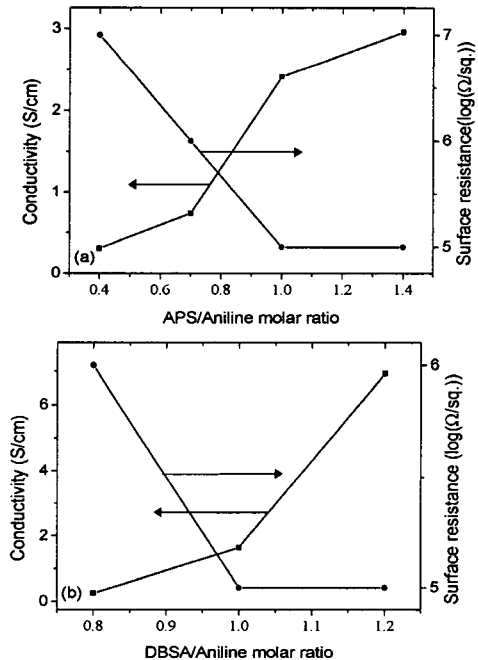 3
2
1
0
7
6
5
Conductivity (S/cm)
Surface resistance(log(Ω/sq.))
(a)
0.4 0.6 0.8 1.0 1.2 1.4
APS/Aniline molar ratio
6
4
2
0
6
5
Conductivity (S/cm)
Surface resistance (log(Ω/sq.))
(b)
0.8 0.9 1.0 1.1 1.2
DBSA/Aniline molar ratio